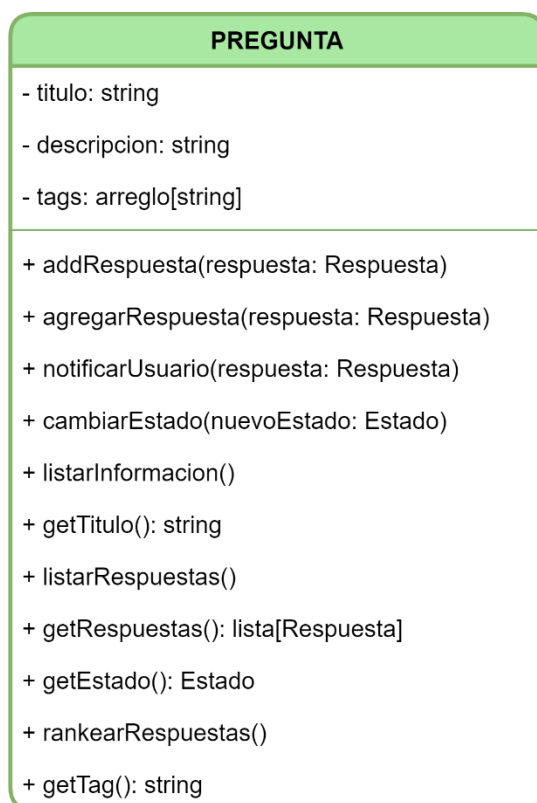 PREGUNTA
- titulo: string
- descripcion: string
- tags: arreglo[string]
+ addRespuesta(respuesta: Respuesta)
+ agregarRespuesta(respuesta: Respuesta)
+ notificarUsuario(respuesta: Respuesta)
+ cambiarEstado(nuevoEstado: Estado)
+ listarInformacion()
+ getTitulo(): string
+ listarRespuestas()
+ getRespuestas(): lista[Respuesta]
+ getEstado(): Estado
+ rankearRespuestas()
+ getTag(): string